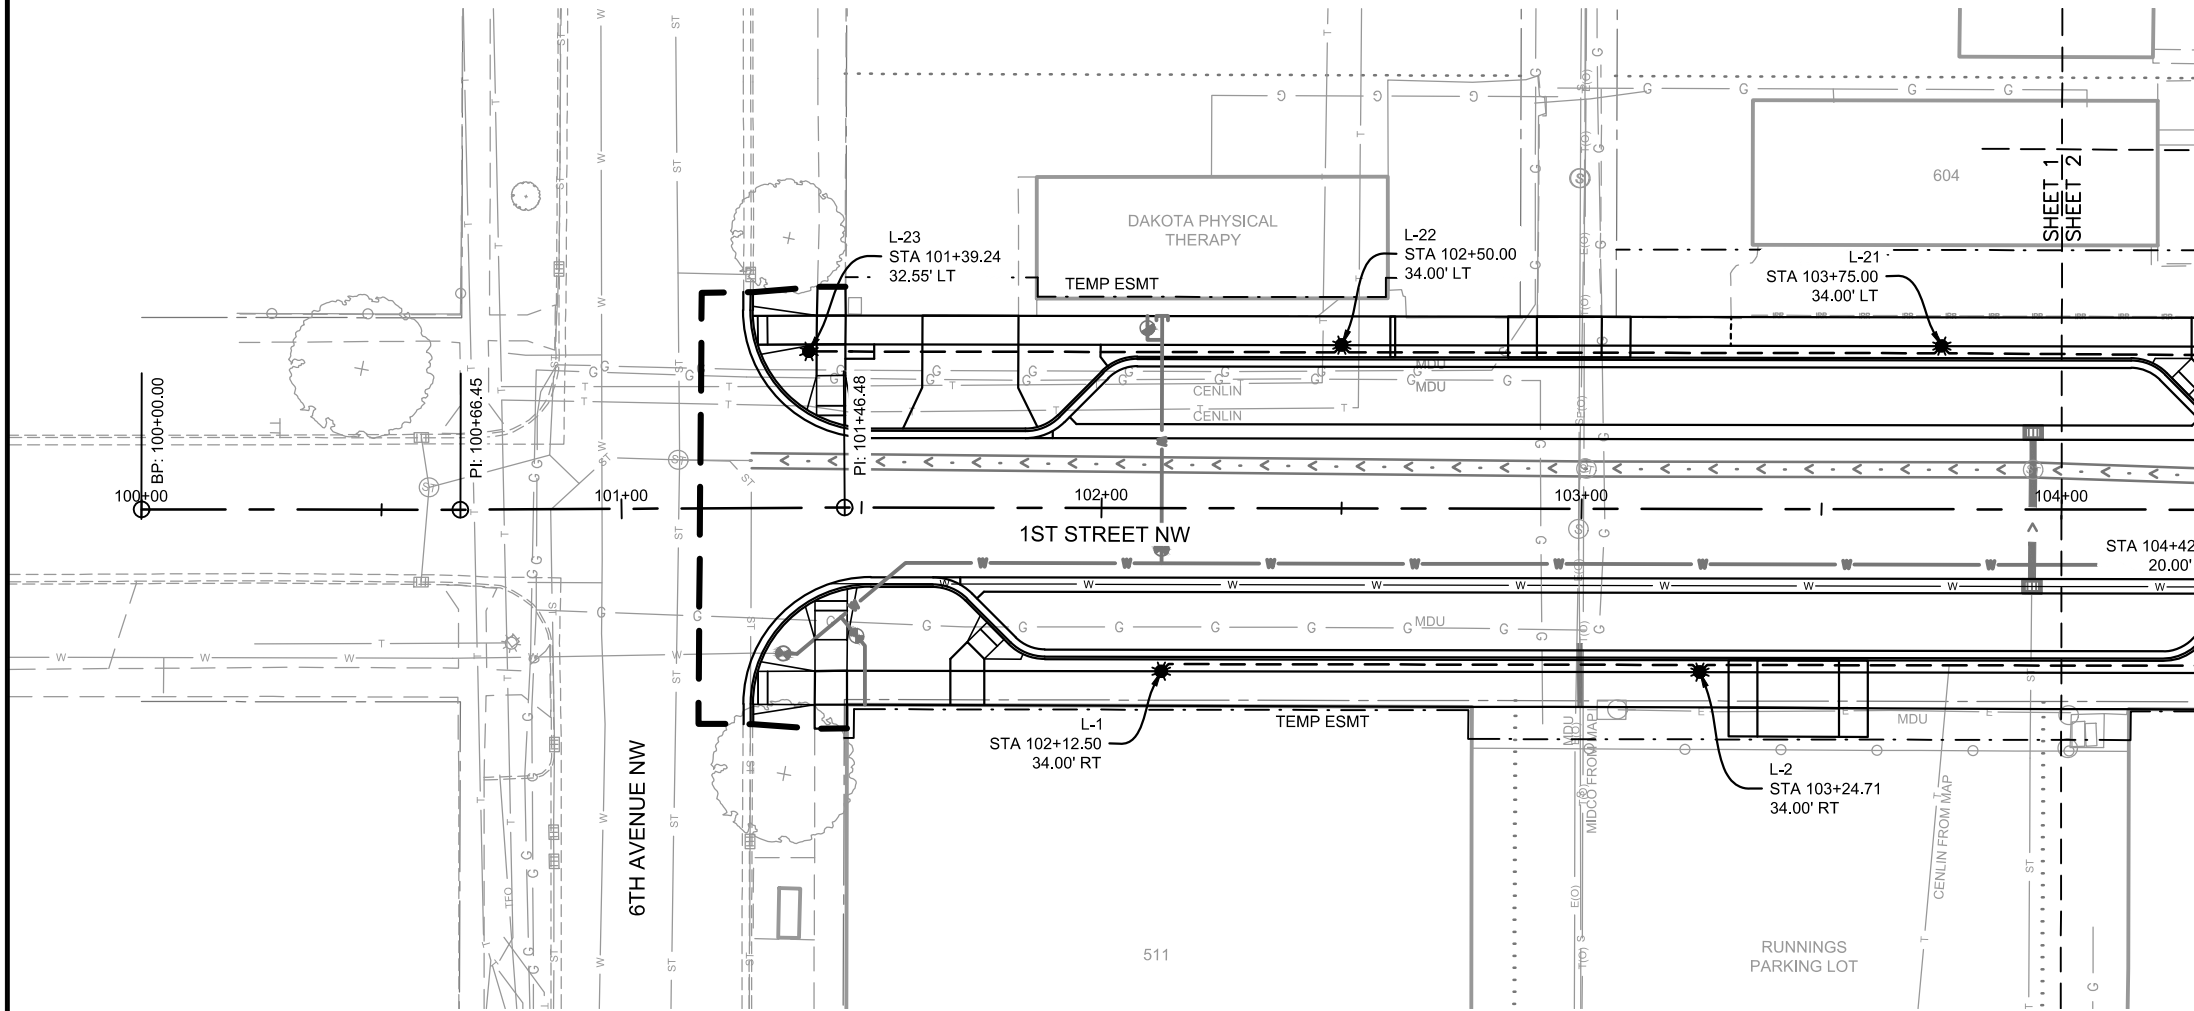 SHEET 1
SHEET 2
604
DAKOTA PHYSICAL
THERAPY
L-23
STA 101+39.24
32.55' LT
L-22
STA 102+50.00
34.00' LT
L-21
STA 103+75.00
34.00' LT
TEMP ESMT
MDU
MDU
CENLIN
CENLIN
BP: 100+00.00
PI: 100+66.45
PI: 101+46.48
100+00
101+00
102+00
103+00
104+00
1ST STREET NW
STA 104+42
20.00'
MDU
L-1
STA 102+12.50
34.00' RT
TEMP ESMT
MDU
MDU
MIDCO FROM MAP
L-2
STA 103+24.71
34.00' RT
6TH AVENUE NW
CENLIN FROM MAP
511
RUNNINGS
PARKING LOT